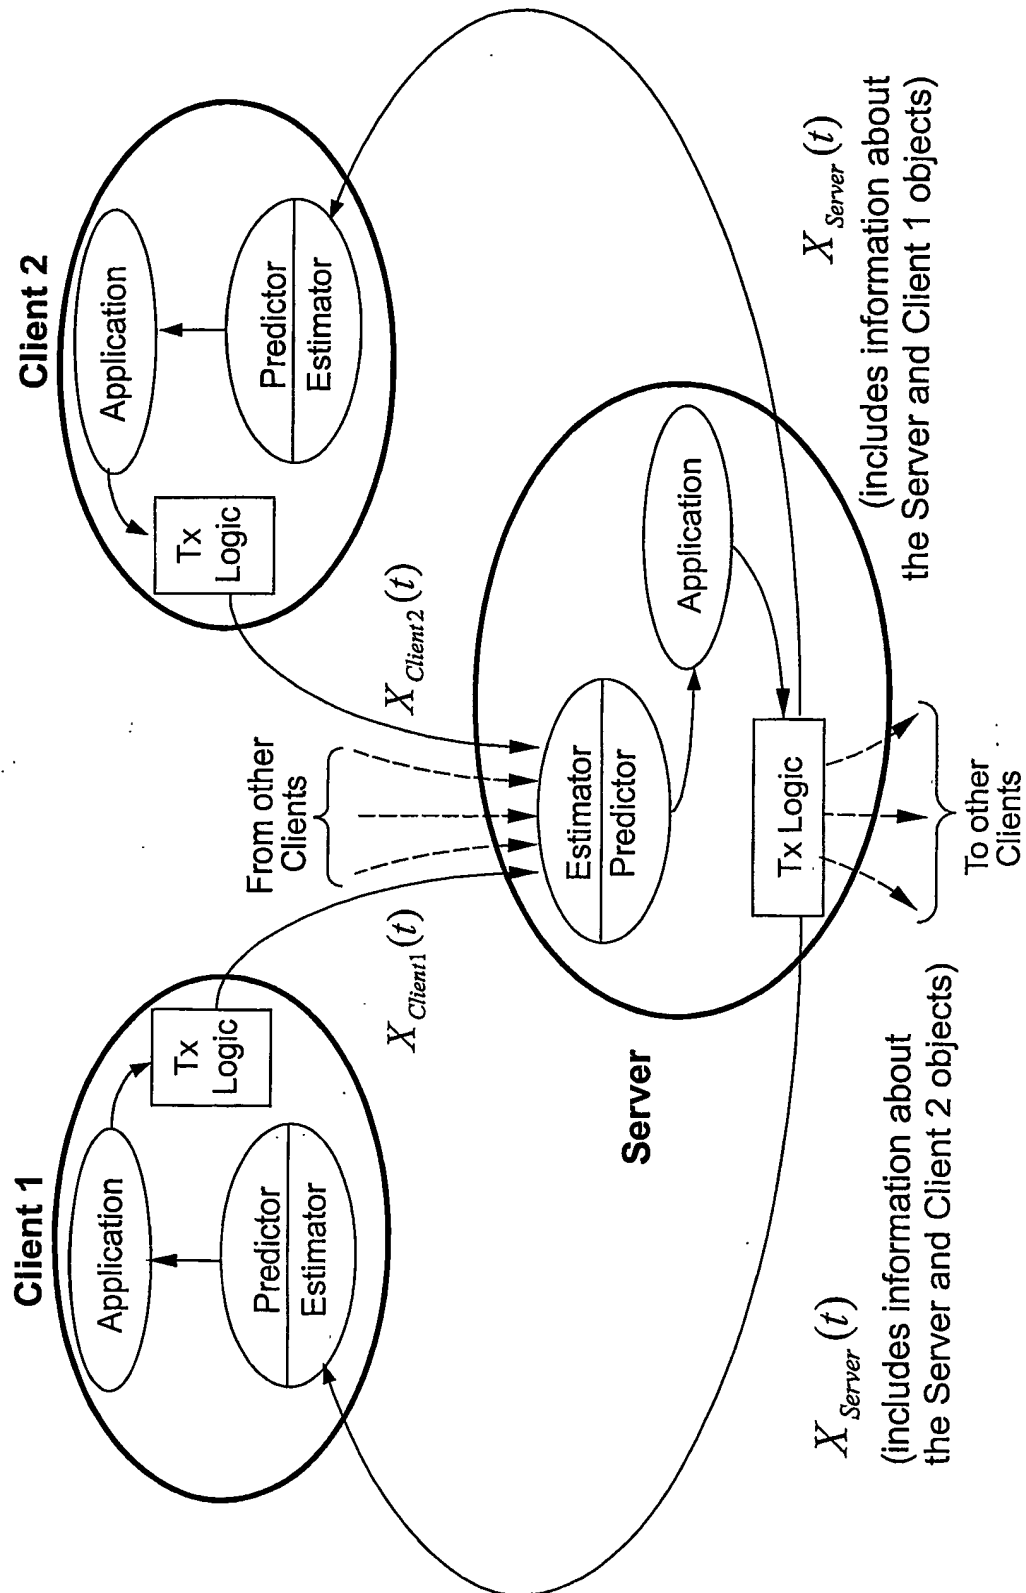 Client 1
Application
Tx
Logic
Predictor
Estimator
X_Client1(t)
From other
Clients
Client 2
Application
Tx
Logic
Predictor
Estimator
X_Client2(t)
Server
Estimator
Predictor
Application
Tx Logic
To other
Clients
X_Server(t)
(includes information about
the Server and Client 2 objects)
X_Server(t)
(includes information about
the Server and Client 1 objects)